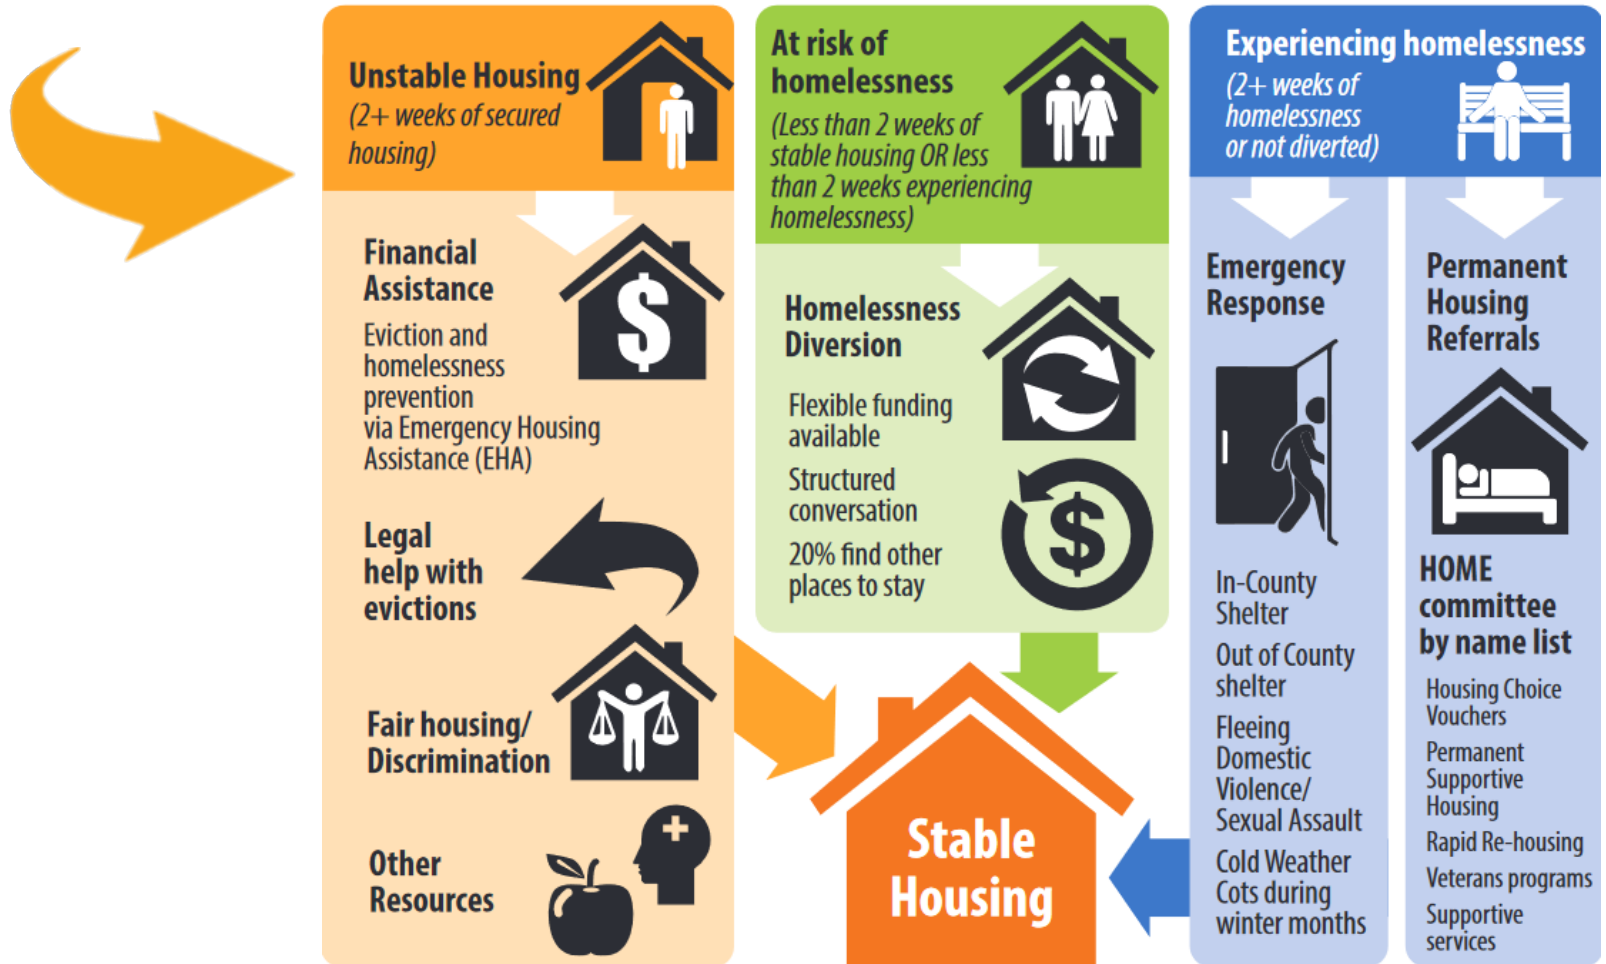 Unstable Housing
(2+ weeks of secured
housing)
Financial
Assistance
Eviction and
homelessness
prevention
via Emergency Housing
Assistance (EHA)
Legal
help with
evictions
Fair housing/
Discrimination
Other
Resources
At risk of
homelessness
(Less than 2 weeks of
stable housing OR less
than 2 weeks experiencing
homelessness)
Homelessness
Diversion
Flexible funding
available
Structured
conversation
20% find other
places to stay
Stable
Housing
Experiencing homelessness
(2+ weeks of
homelessness
or not diverted)
Emergency
Response
In-County
Shelter
Out of County
shelter
Fleeing
Domestic
Violence/
Sexual Assault
Cold Weather
Cots during
winter months
Permanent
Housing
Referrals
HOME
committee
by name list
Housing Choice
Vouchers
Permanent
Supportive
Housing
Rapid Re-housing
Veterans programs
Supportive
services